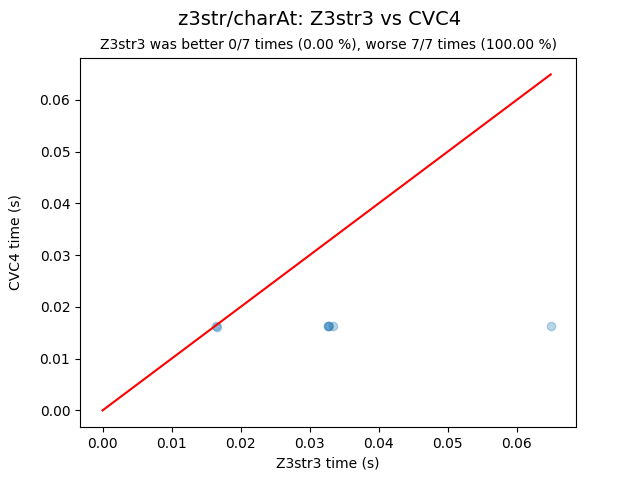 z3str/charAt: Z3str3 vs CVC4
Z3str3 was better 0/7 times (0.00 %), worse 7/7 times (100.00 %)
CVC4 time (s)
0.06
0.05
0.04
0.03
0.02
0.01
0.00
0.00 0.01 0.02 0.03 0.04 0.05 0.06
Z3str3 time (s)